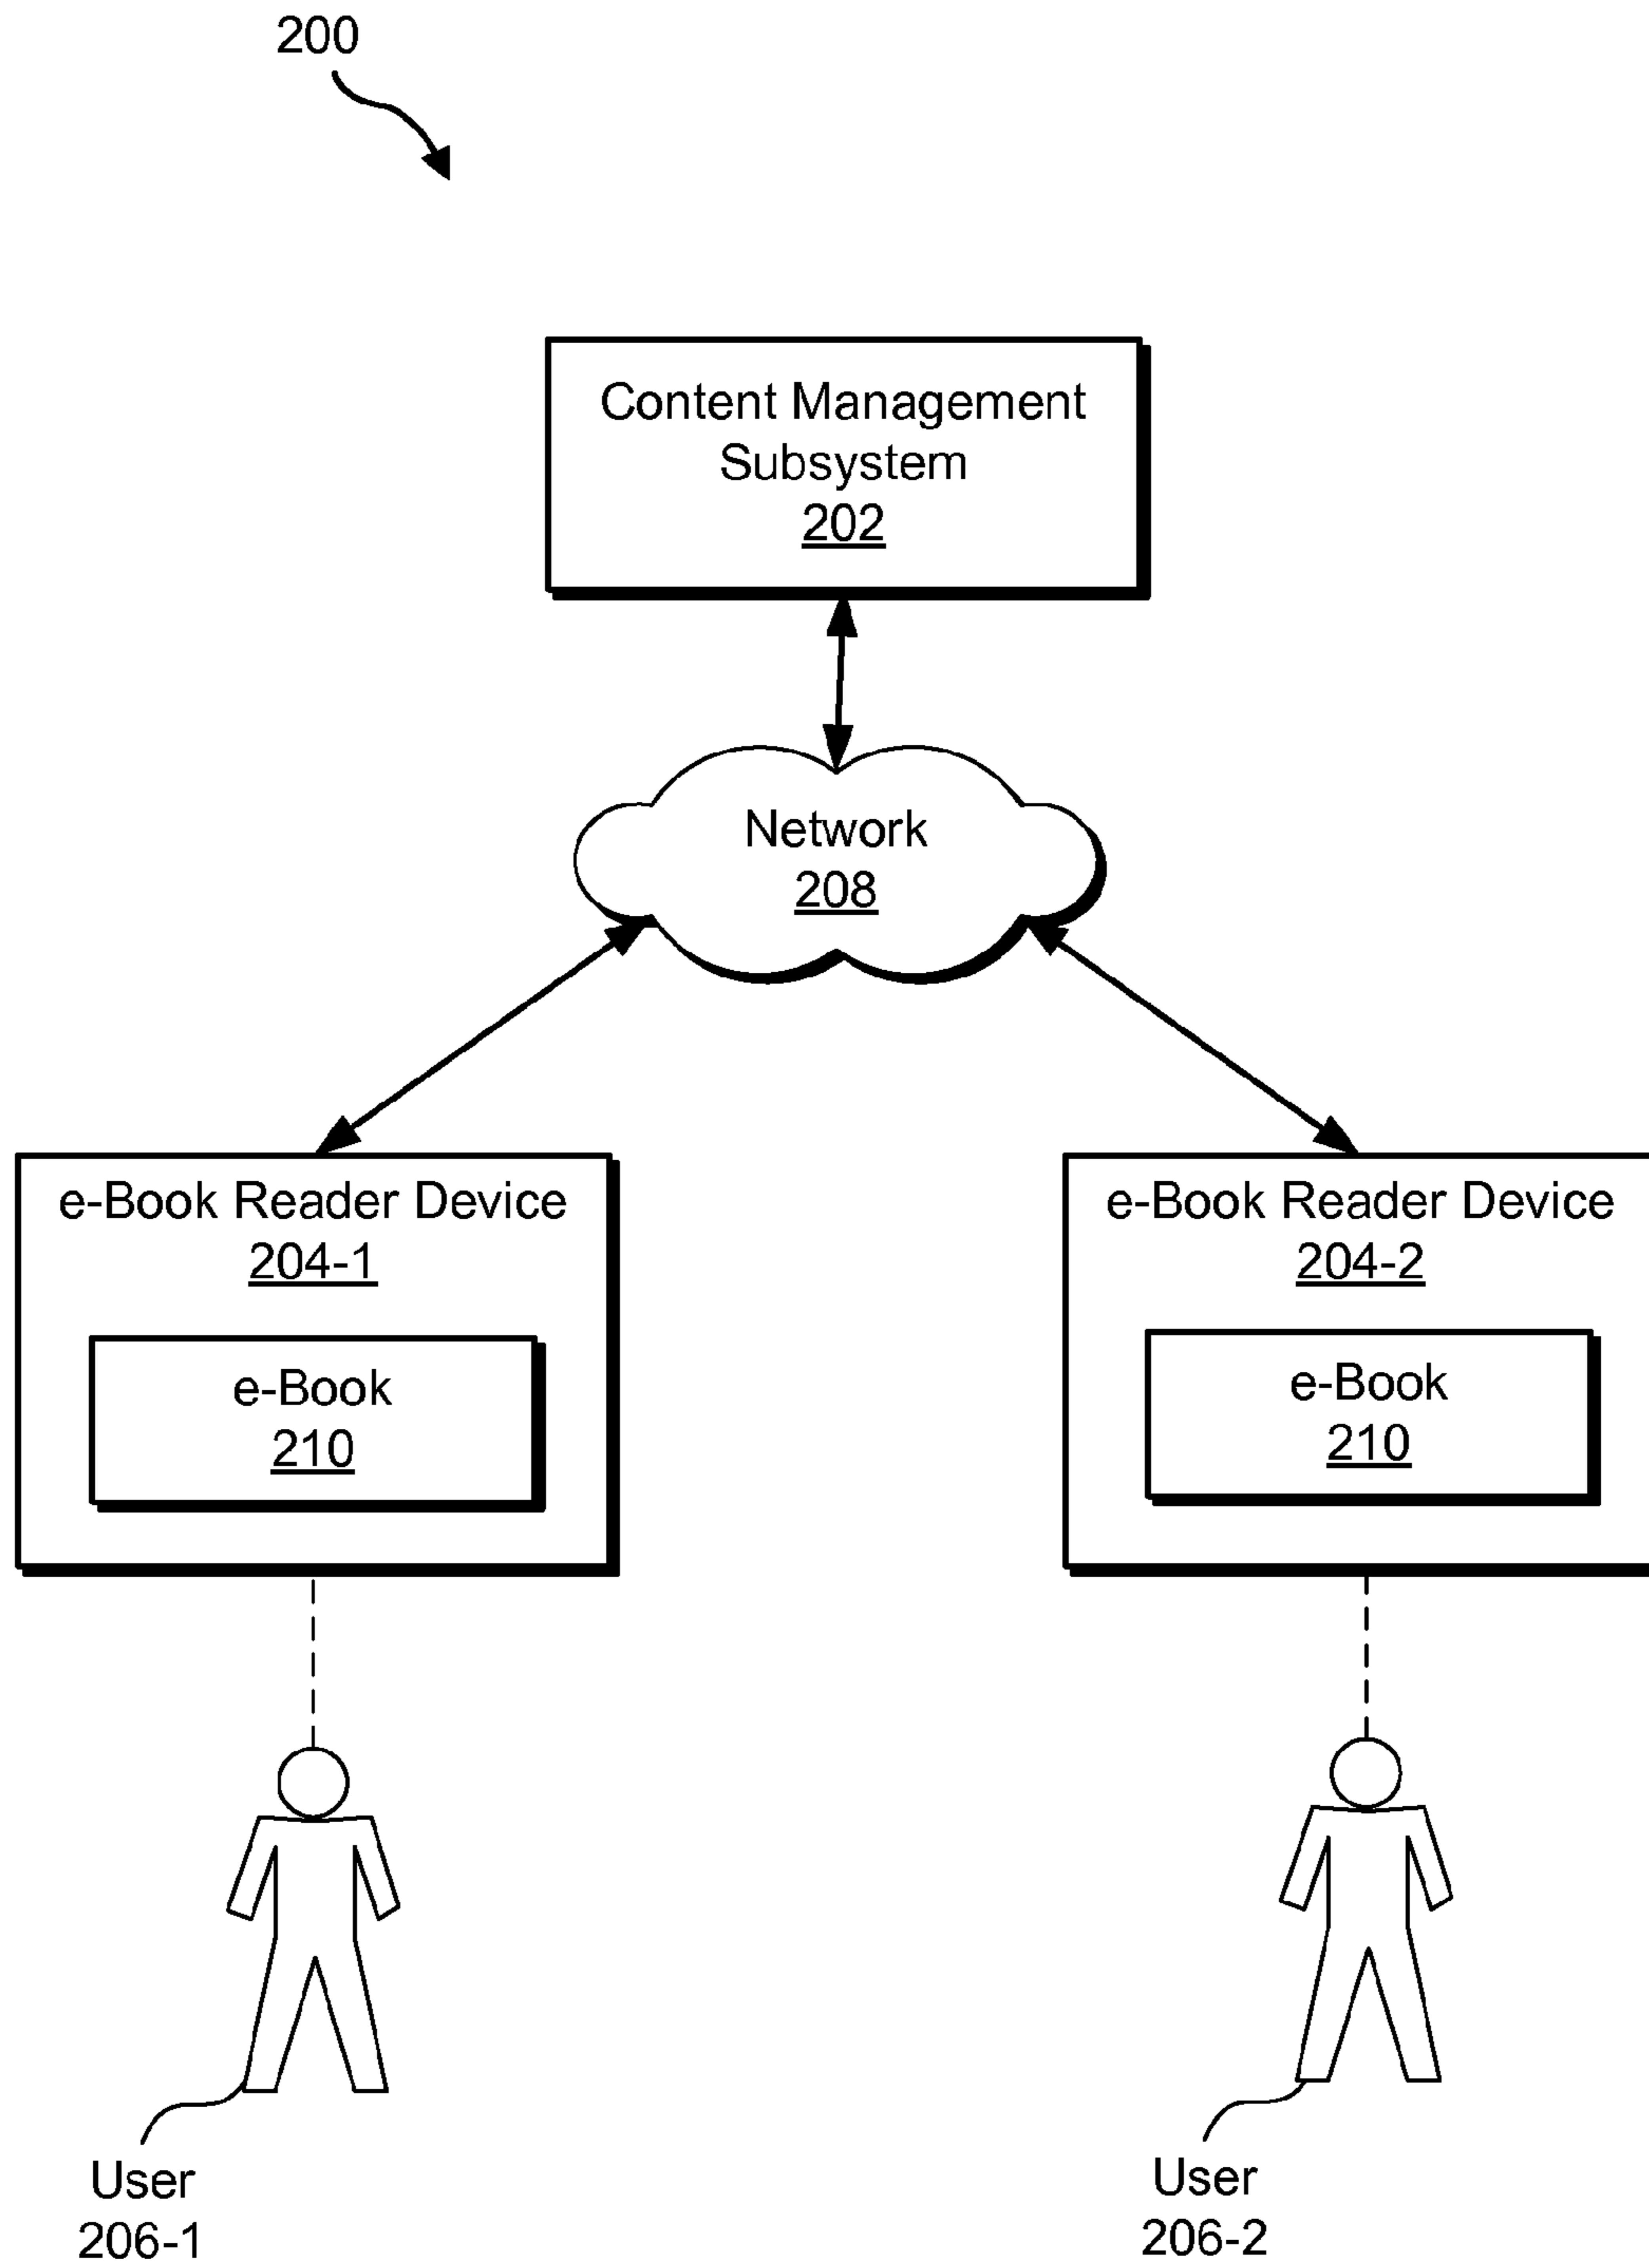 200
Content Management
Subsystem
202
Network
208
e-Book Reader Device
204-1
e-Book
210
e-Book Reader Device
204-2
e-Book
210
User
206-1
User
206-2